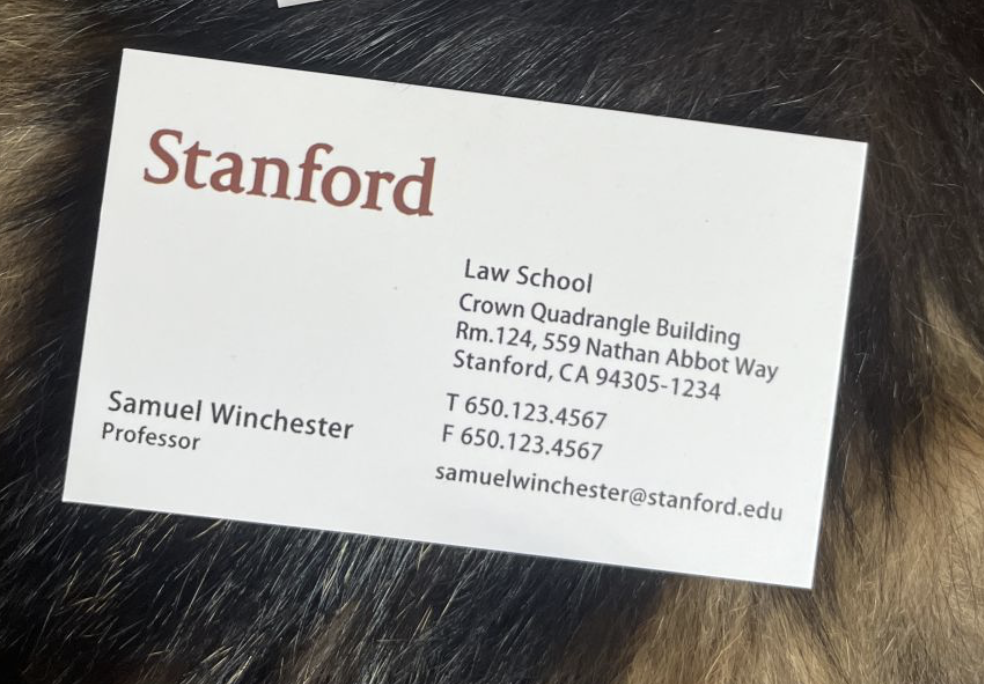 Stanford
Law School
Crown Quadrangle Building
Rm.124, 559 Nathan Abbot Way
Stanford, CA 94305-1234
T 650.123.4567
F 650.123.4567
samuelwinchester@stanford.edu
Samuel Winchester
Professor